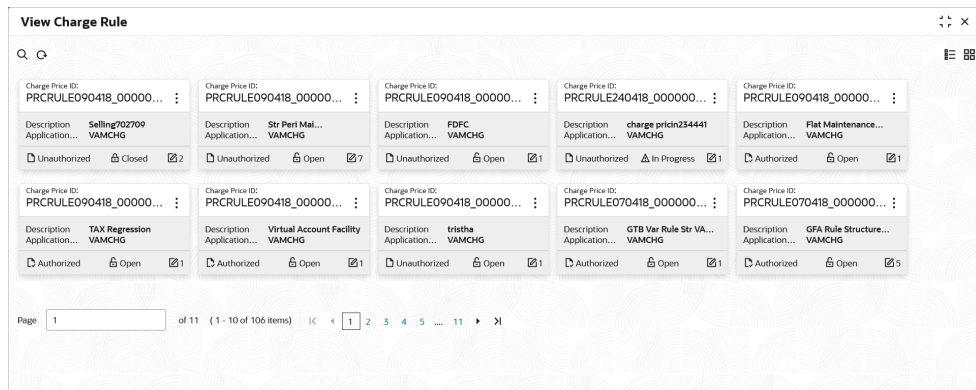 View Charge Rule
Charge Price ID: Charge Price ID: Charge Price ID: Charge Price ID: Charge Price ID:
PRCRULE090418_00000... PRCRULE090418_00000... PRCRULE090418_00000... PRCRULE240418_000000... PRCRULE090418_00000...
Description Selling702709 Description Str Peri Mai... Description FDFC Description charge pricin234441 Description Flat Maintenance...
Application... VAMCHG Application... VAMCHG Application... VAMCHG Application... VAMCHG Application... VAMCHG
Unauthorized Closed 2 Unauthorized Open 7 Unauthorized Open 1 Unauthorized In Progress 1 Authorized Open 1
Charge Price ID: Charge Price ID: Charge Price ID: Charge Price ID: Charge Price ID:
PRCRULE090418_00000... PRCRULE090418_00000... PRCRULE090418_00000... PRCRULE070418_000000... PRCRULE070418_000000...
Description TAX Regression Description Virtual Account Facility Description tristha Description GTB Var Rule Str VA... Description GFA Rule Structure...
Application... VAMCHG Application... VAMCHG Application... VAMCHG Application... VAMCHG Application... VAMCHG
Authorized Open 1 Authorized Open 1 Unauthorized Open 1 Authorized Open 1 Authorized Open 5
Page 1 of 11 ( 1 - 10 of 106 items) 1 2 3 4 5 .... 11